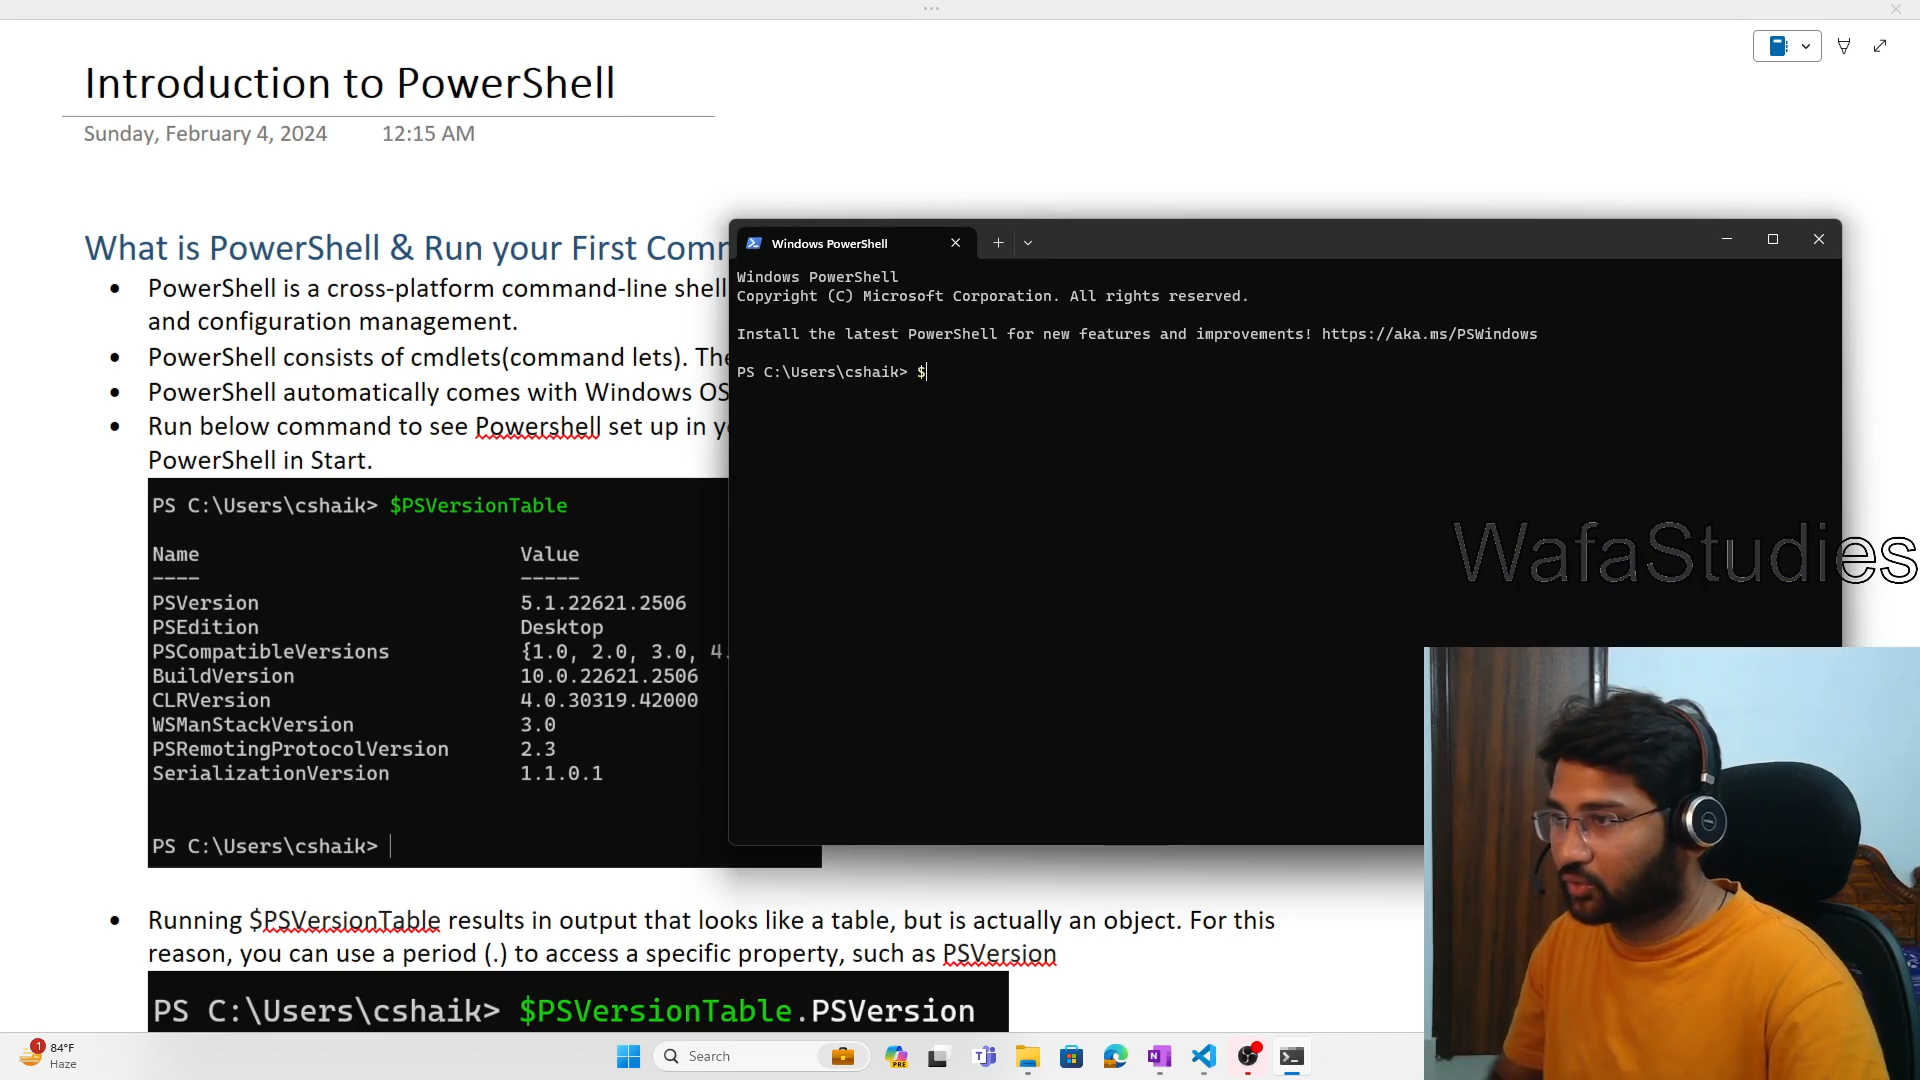 Introduction to PowerShell
Sunday, February 4, 2024 12:15 AM
What is PowerShell & Run your First Comm
PowerShell is a cross-platform command-line shell
and configuration management.
PowerShell consists of cmdlets(command lets). The
PowerShell automatically comes with Windows OS
Run below command to see Powershell set up in yo
PowerShell in Start.
PS C:\Users\cshaik> $PSVersionTable
Name Value
---- -----
PSVersion 5.1.22621.2506
PSEdition Desktop
PSCompatibleVersions {1.0, 2.0, 3.0, 4.
BuildVersion 10.0.22621.2506
CLRVersion 4.0.30319.42000
WSManStackVersion 3.0
PSRemotingProtocolVersion 2.3
SerializationVersion 1.1.0.1
PS C:\Users\cshaik>
Running $PSVersionTable results in output that looks like a table, but is actually an object. For this
reason, you can use a period (.) to access a specific property, such as PSVersion
PS C:\Users\cshaik> $PSVersionTable.PSVersion
Windows PowerShell
Windows PowerShell
Copyright (C) Microsoft Corporation. All rights reserved.
Install the latest PowerShell for new features and improvements! https://aka.ms/PSWindows
PS C:\Users\cshaik> $
WafaStudies
1
84°F
Haze
Search
PRE